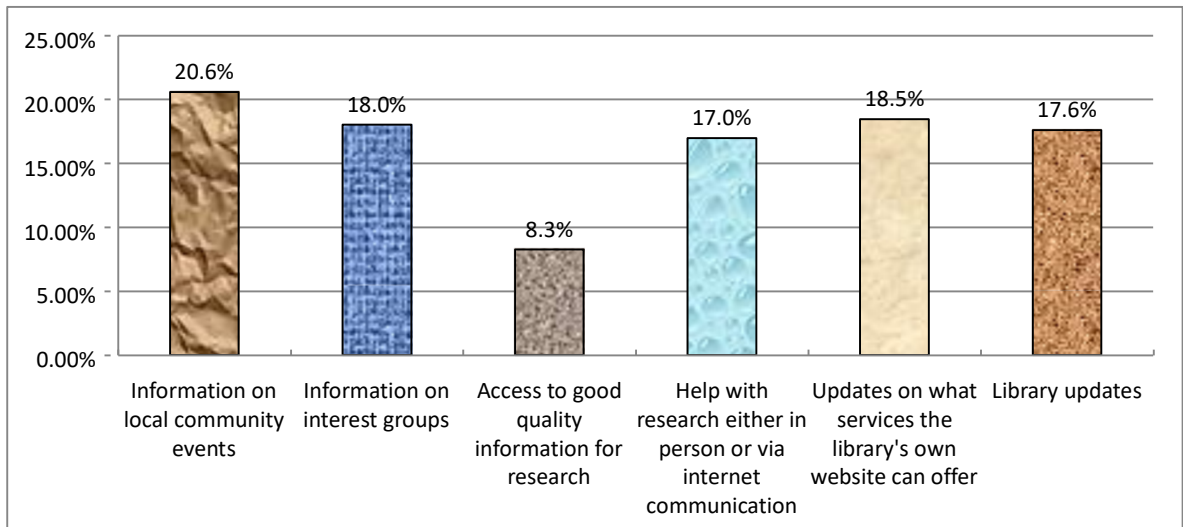 25.00%
20.00%
15.00%
10.00%
5.00%
0.00%
20.6%
18.0%
8.3%
17.0%
18.5%
17.6%
Information on
local community
events
Information on
interest groups
Access to good
quality
information for
research
Help with
research either in
person or via
internet
communication
Updates on what
services the
library's own
website can offer
Library updates